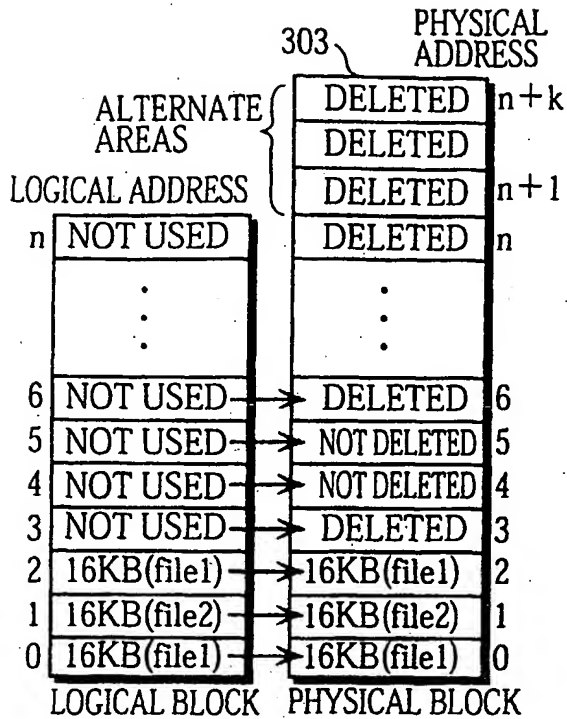 PHYSICAL
ADDRESS
303
ALTERNATE
AREAS
DELETED n+k
DELETED
DELETED n+1
LOGICAL ADDRESS
n NOT USED DELETED n
6 NOT USED DELETED 6
5 NOT USED NOT DELETED 5
4 NOT USED NOT DELETED 4
3 NOT USED DELETED 3
2 16KB(file1) 16KB(file1) 2
1 16KB(file2) 16KB(file2) 1
0 16KB(file1) 16KB(file1) 0
LOGICAL BLOCK PHYSICAL BLOCK